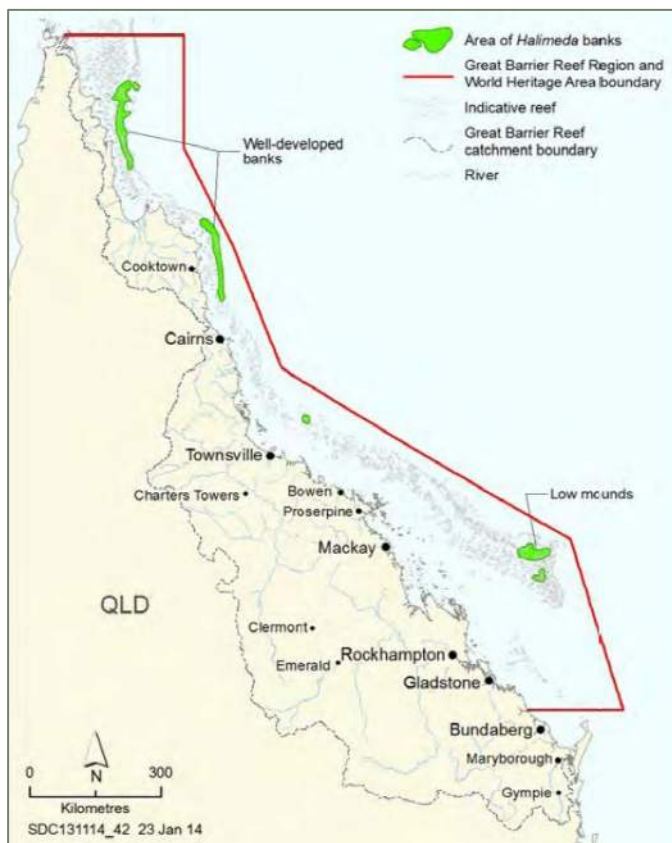 Area of Halimeda banks
Great Barrier Reef Region and
World Heritage Area boundary
Indicative reef
Great Barrier Reef
catchment boundary
River
Well-developed
banks
Cooktown
Cairns
Townsville
Charters Towers
Bowen
Proserpine
Low mounds
Mackay
QLD
Clermont
Emerald
Rockhampton
Gladstone
Bundaberg
Maryborough
Gympie
0 300
N
Kilometres
SDC131114_42 23 Jan 14